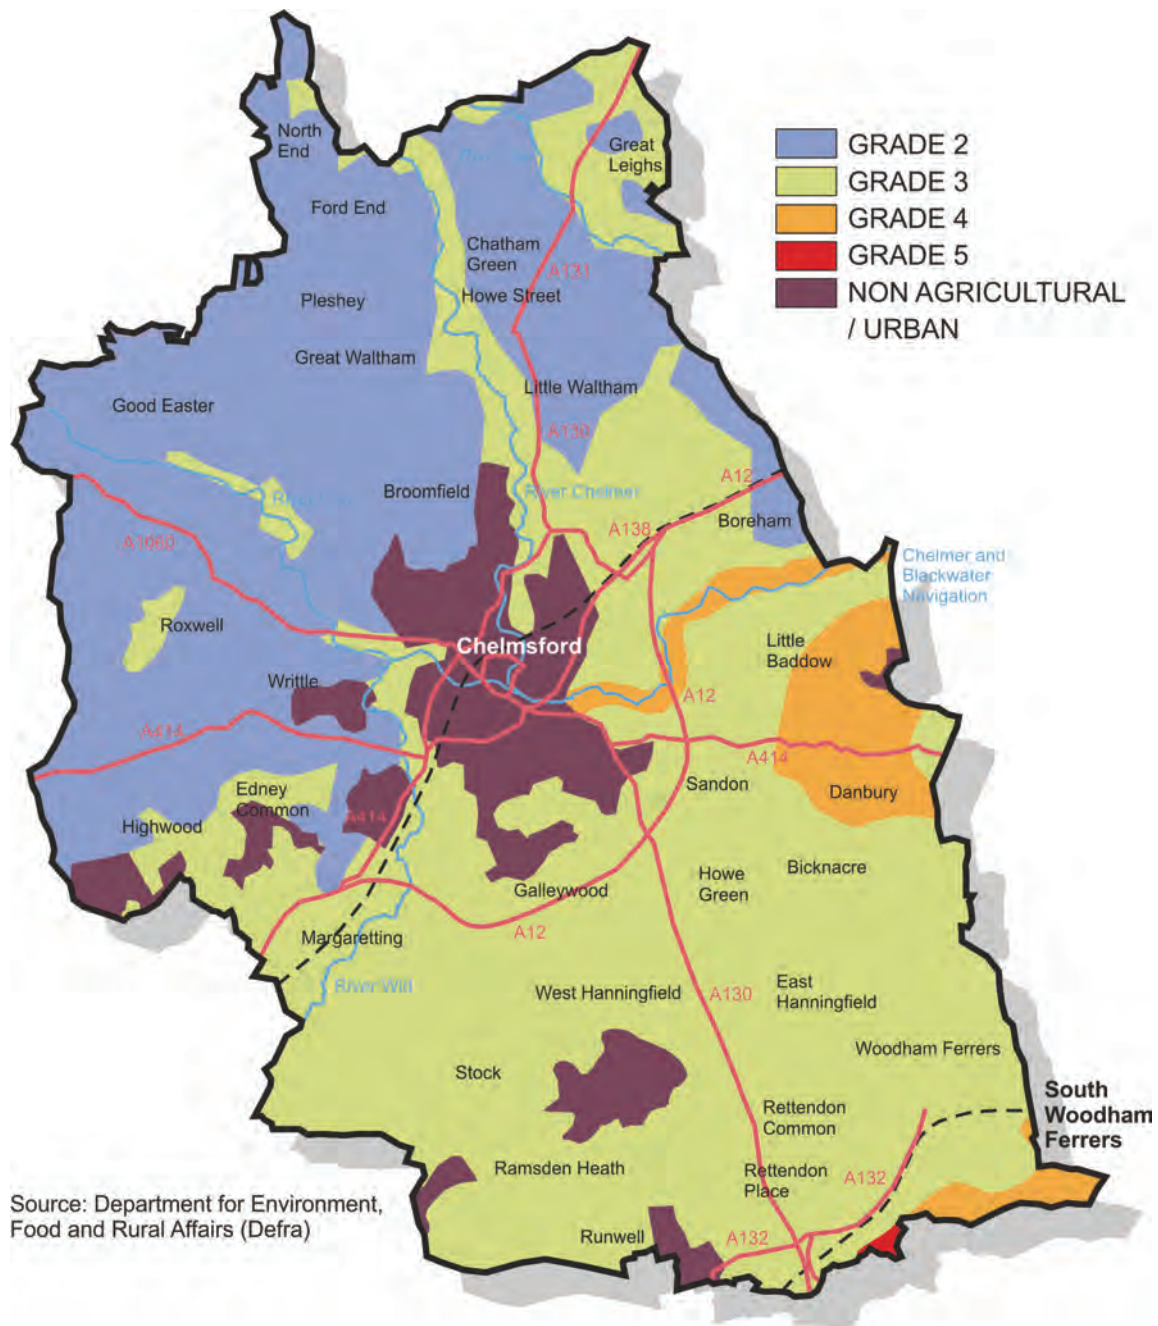 North
End
Great
Leighs
GRADE 2
GRADE 3
GRADE 4
GRADE 5
NON AGRICULTURAL
/ URBAN
Ford End
Chatham
Green
A131
Pleshey
Howe Street
Great Waltham
Little Waltham
Good Easter
A130
Broomfield
River Chelmer
A12
A138
Boreham
A1060
Chelmer and
Blackwater
Navigation
Roxwell
Chelmsford
Little
Baddow
Writtle
A12
A414
A414
Sandon
Danbury
Edney
Common
Highwood
A414
Howe
Green
Bicknacre
Galleywood
A12
Margaretting
River Wid
West Hanningfield
A130
East
Hanningfield
Woodham Ferrers
Stock
South
Woodham
Ferrers
Rettendon
Common
Ramsden Heath
Rettendon
Place
A132
Runwell
A132
Source: Department for Environment,
Food and Rural Affairs (Defra)